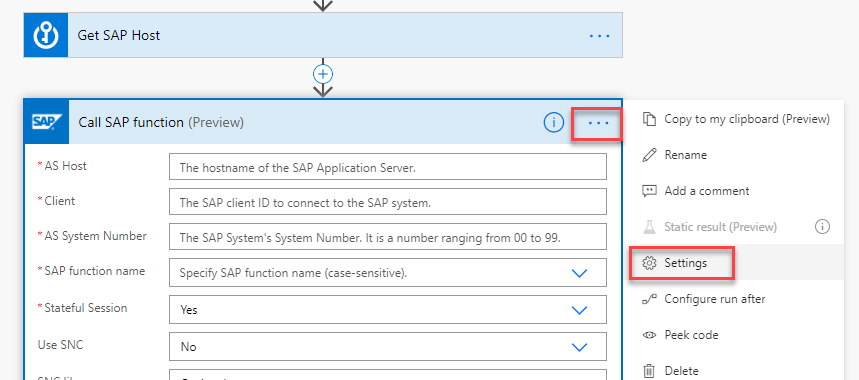 Get SAP Host
SAP
Call SAP function (Preview)
* AS Host
The hostname of the SAP Application Server.
* Client
The SAP client ID to connect to the SAP system.
* AS System Number
The SAP System's System Number. It is a number ranging from 00 to 99.
* SAP function name
Specify SAP function name (case-sensitive).
* Stateful Session
Yes
Use SNC
No
Copy to my clipboard (Preview)
Rename
Add a comment
Static result (Preview)
Settings
Configure run after
Peek code
Delete